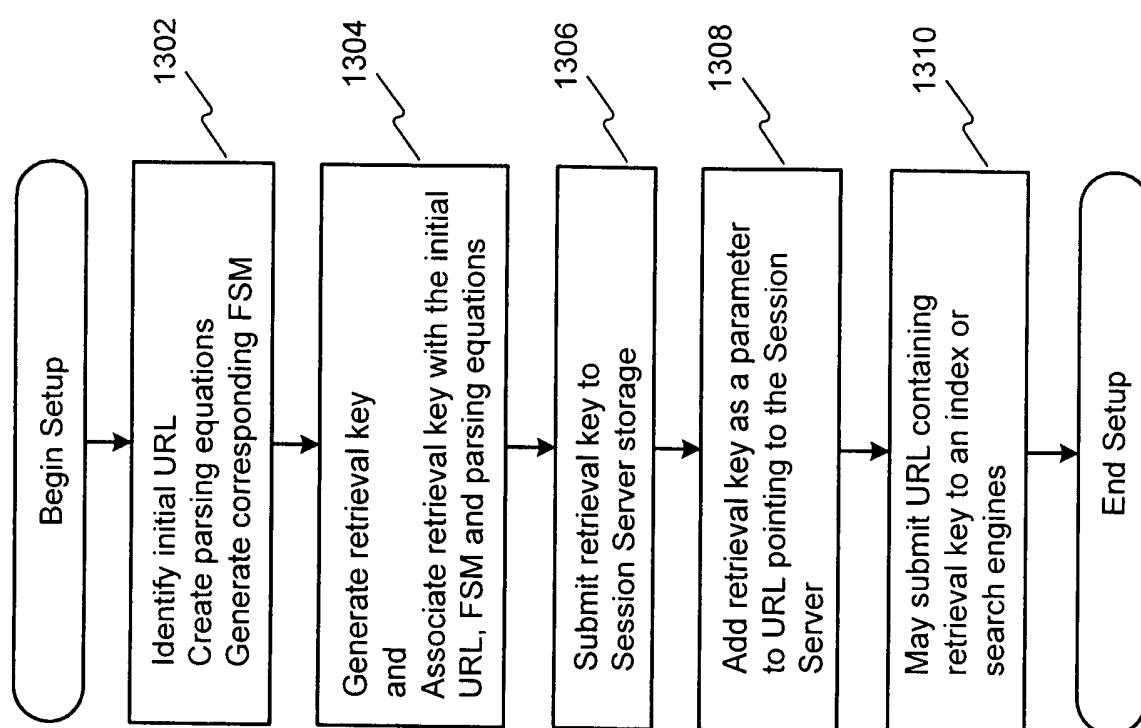 Begin Setup
1302
Identify initial URL
Create parsing equations
Generate corresponding FSM
1304
Generate retrieval key
and
Associate retrieval key with the initial
URL, FSM and parsing equations
1306
Submit retrieval key to
Session Server storage
1308
Add retrieval key as a parameter
to URL pointing to the Session
Server
1310
May submit URL containing
retrieval key to an index or
search engines
End Setup